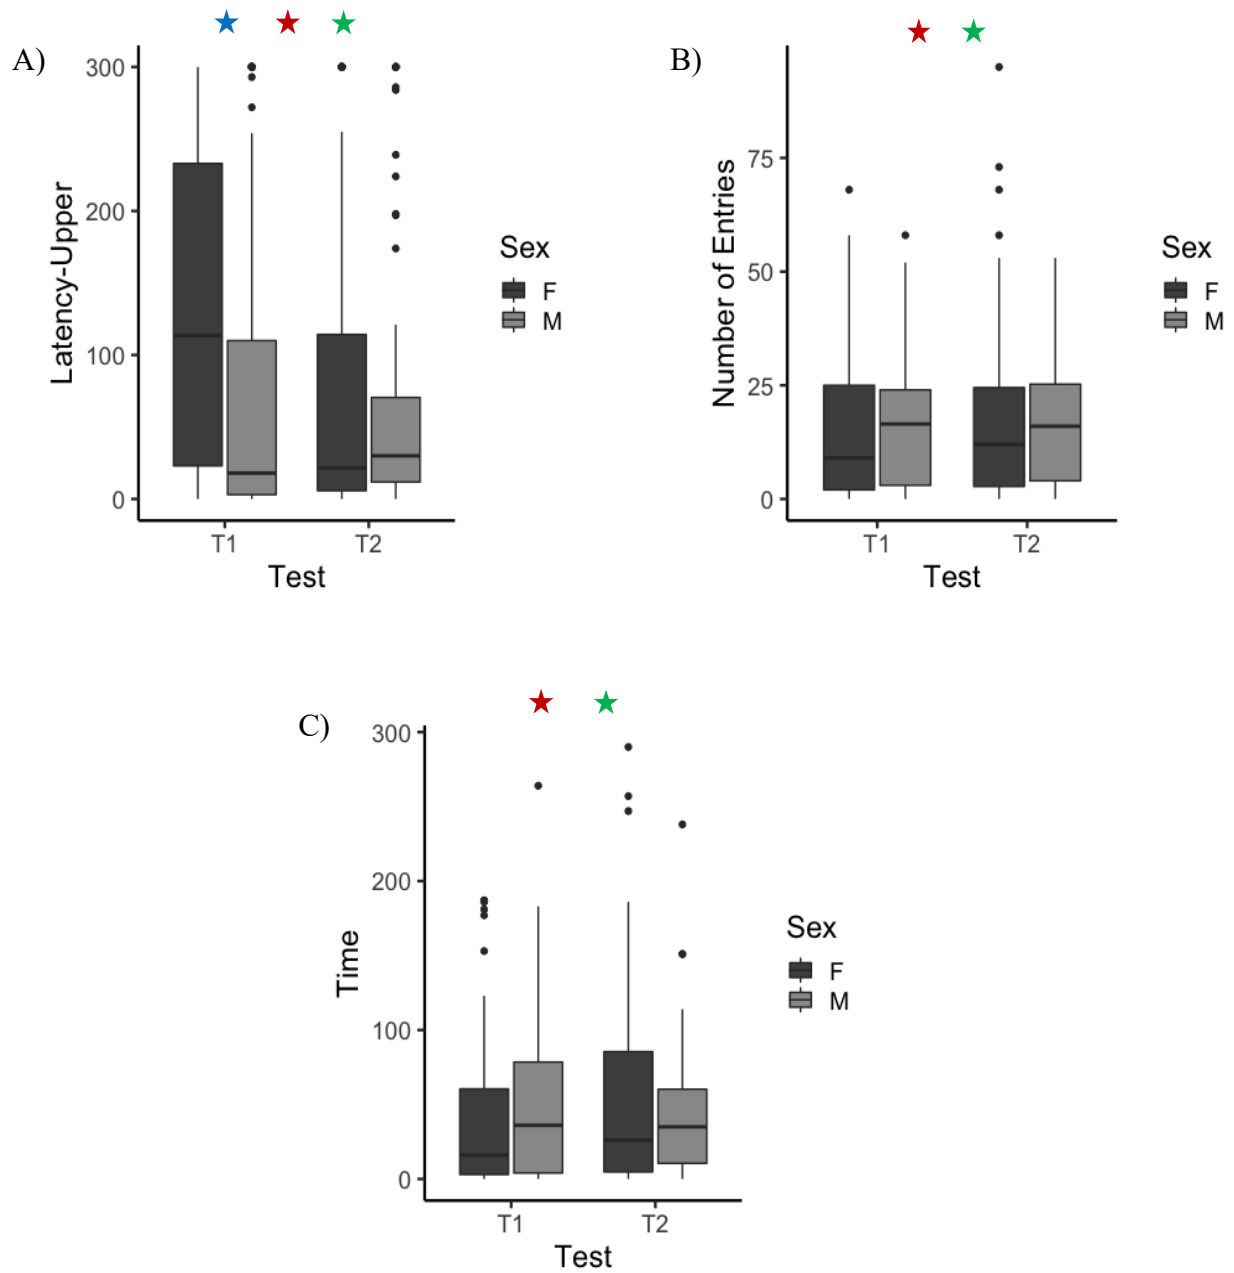 A)
Latency-Upper
300
200
100
0
T1 T2
Test
Sex
F
M
B)
Number of Entries
75
50
25
0
T1 T2
Test
Sex
F
M
C)
Time
300
200
100
0
T1 T2
Test
Sex
F
M